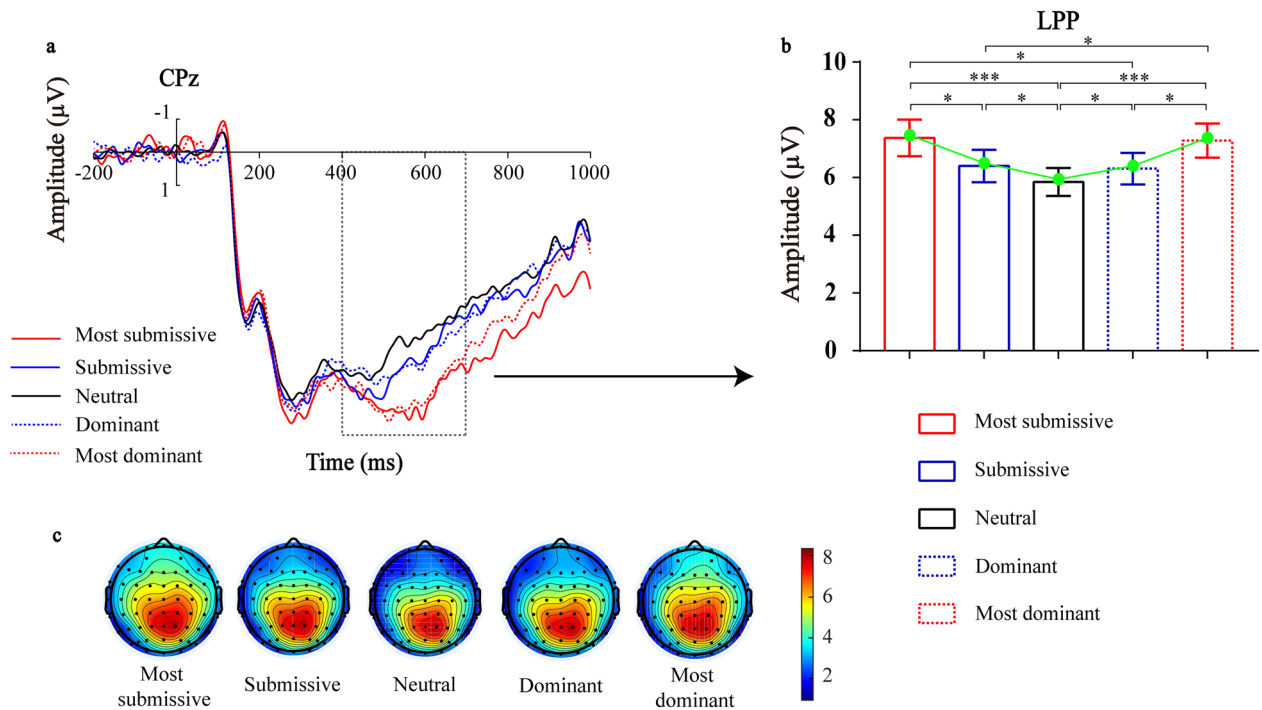 a
CPz
Amplitude (μV)
-1
1
-200
200
400
600
800
1000
Time (ms)
Most submissive
Submissive
Neutral
Dominant
Most dominant
b
LPP
*
*
*** ***
* * * *
Amplitude (μV)
10
8
6
4
2
0
Most submissive
Submissive
Neutral
Dominant
Most dominant
c
8
6
4
2
Most
submissive
Submissive
Neutral
Dominant
Most
dominant